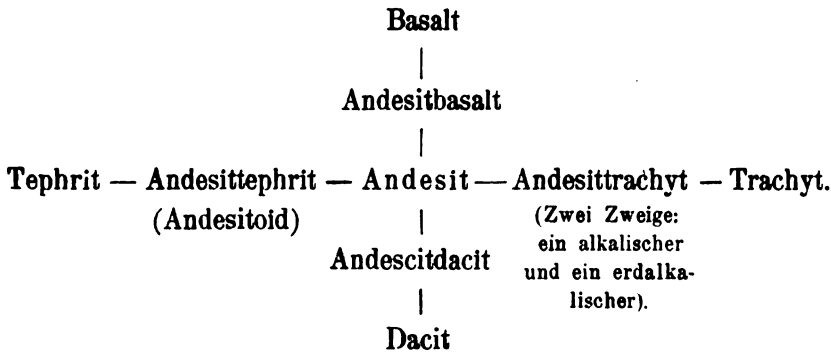 Basalt
|
Andesitbasalt
|
Tephrit — Andesittephrit — Andesit — Andesittrachyt — Trachyt.
(Andesitoid)
(Zwei Zweige:
ein alkalischer
und ein erdalka-
lischer).
|
Andescitdacit
|
Dacit